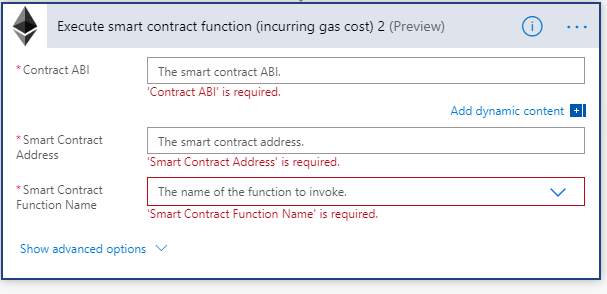 Execute smart contract function (incurring gas cost) 2 (Preview)
* Contract ABI
The smart contract ABI.
'Contract ABI' is required.
Add dynamic content
* Smart Contract
Address
The smart contract address.
'Smart Contract Address' is required.
* Smart Contract
Function Name
The name of the function to invoke.
'Smart Contract Function Name' is required.
Show advanced options